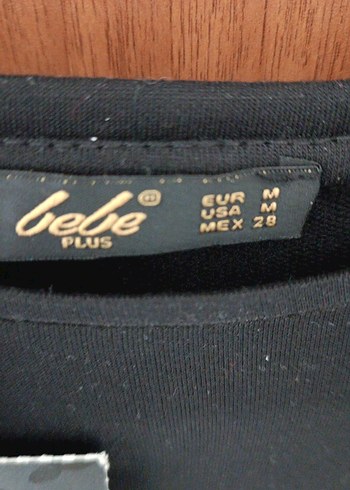 bebe®
PLUS
EUR M
USA M
MEX 28